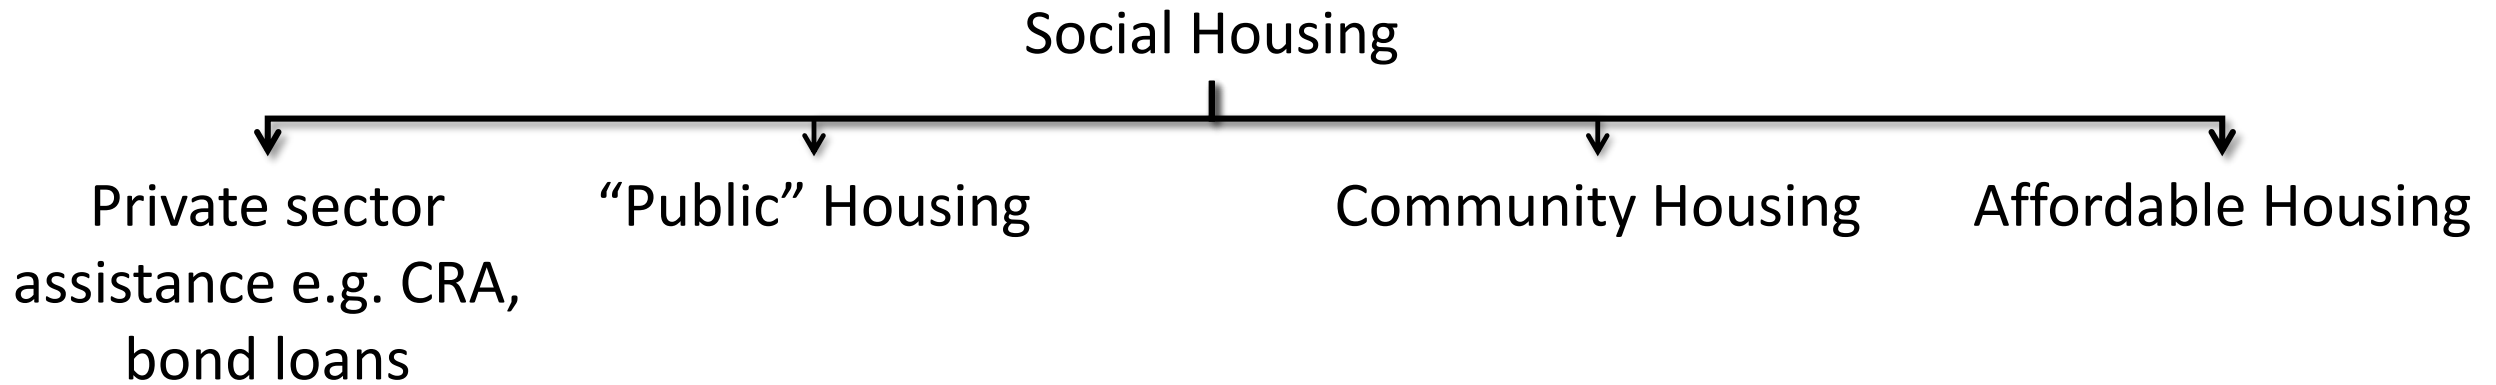 Social Housing
Private sector
assistance e.g. CRA,
bond loans
“Public” Housing
Community Housing
Affordable Housing